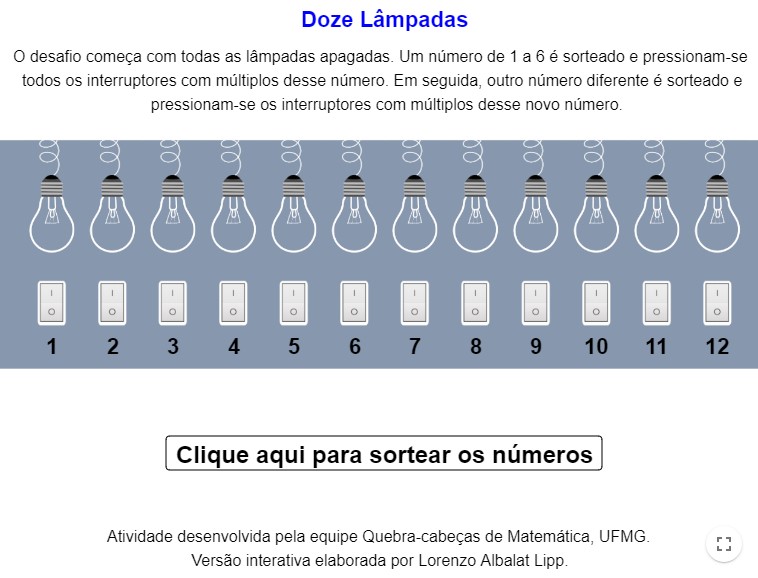 Doze Lâmpadas
O desafio começa com todas as lâmpadas apagadas. Um número de 1 a 6 é sorteado e pressionam-se
todos os interruptores com múltiplos desse número. Em seguida, outro número diferente é sorteado e
pressionam-se os interruptores com múltiplos desse novo número.
1 2 3 4 5 6 7 8 9 10 11 12
Clique aqui para sortear os números
Atividade desenvolvida pela equipe Quebra-cabeças de Matemática, UFMG.
Versão interativa elaborada por Lorenzo Albalat Lipp.